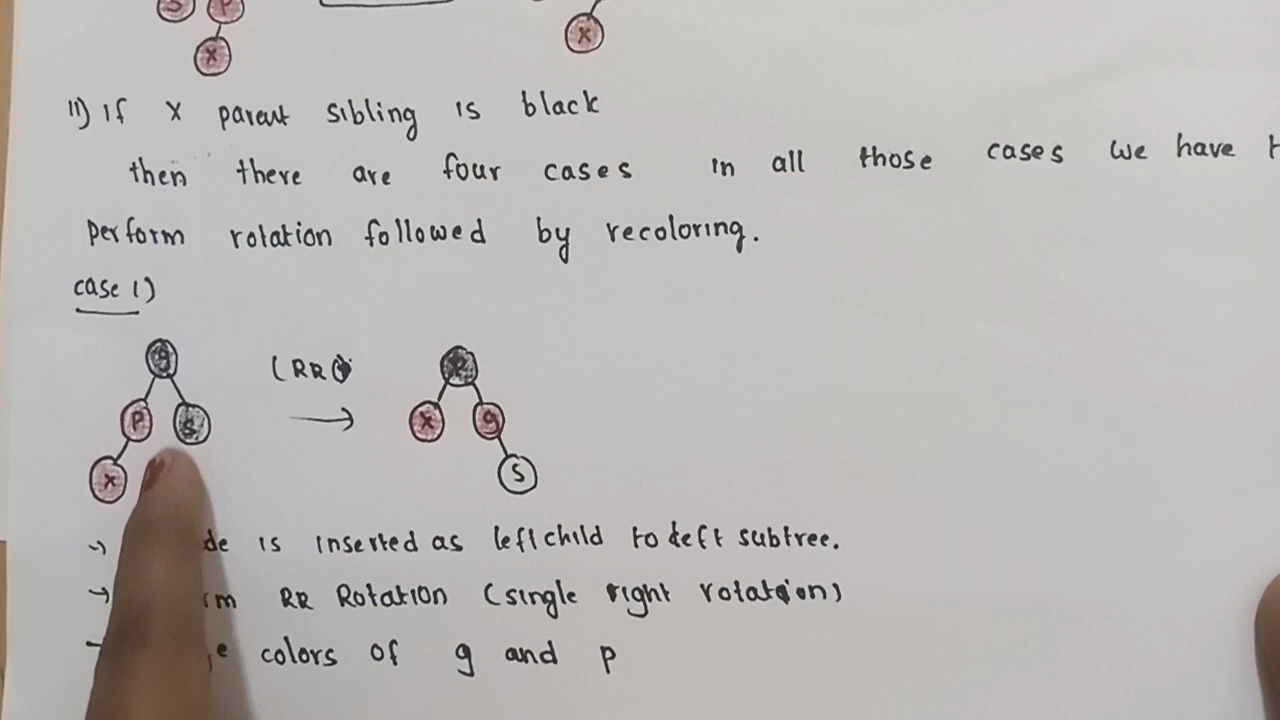 S P
X
X
11) If X parent sibling is black
then there are four cases in all those cases we have
perform rotation followed by recoloring.
case 1)
g
(RR
P
P S
X g
X
S
de is inserted as left child to left subtree.
RR Rotation (single right rotation)
colors of g and p